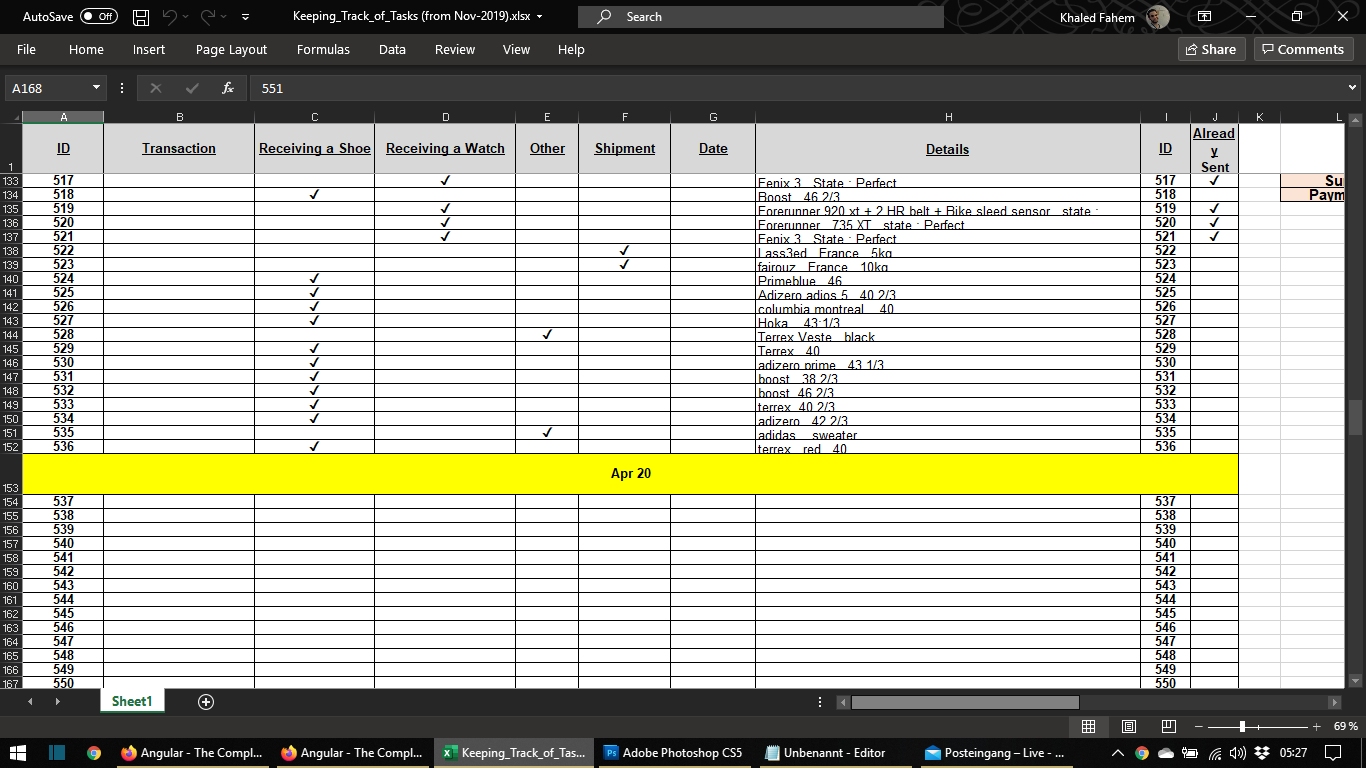 AutoSave Off Keeping_Track_of_Tasks (from Nov-2019).xlsx Search Khaled Fahem
File Home Insert Page Layout Formulas Data Review View Help Share Comments
A168 fx 551
A B C D E F G H I J K L
1 ID Transaction Receiving a Shoe Receiving a Watch Other Shipment Date Details ID Already Sent
133 517 ✓ Fenix 3 State : Perfect 517 ✓ Su
134 518 ✓ Boost 46 2/3 518 Paym
135 519 ✓ Forerunner 920 xt + 2 HR belt + Bike sleed sensor state : 519 ✓
136 520 ✓ Forerunner 735 XT state : Perfect 520 ✓
137 521 ✓ Fenix 3 State : Perfect 521 ✓
138 522 ✓ Lass3ed France 5kg 522
139 523 ✓ fairouz France 10kg 523
140 524 ✓ Primeblue 46 524
141 525 ✓ Adizero adios 5 40 2/3 525
142 526 ✓ columbia montreal 40 526
143 527 ✓ Hoka 43:1/3 527
144 528 ✓ Terrex Veste black 528
145 529 ✓ Terrex 40 529
146 530 ✓ adizero prime 43 1/3 530
147 531 ✓ boost 38 2/3 531
148 532 ✓ boost 46 2/3 532
149 533 ✓ terrex 40 2/3 533
150 534 ✓ adizero 42 2/3 534
151 535 ✓ adidas sweater 535
152 536 ✓ terrex red 40 536
153 Apr 20
154 537 537
155 538 538
156 539 539
157 540 540
158 541 541
159 542 542
160 543 543
161 544 544
162 545 545
163 546 546
164 547 547
165 548 548
166 549 549
167 550 550
Sheet1
69 %
Angular - The Compl... Angular - The Compl... Keeping_Track_of_Tas... Adobe Photoshop CS5 Unbenannt - Editor Posteingang – Live - ... 05:27